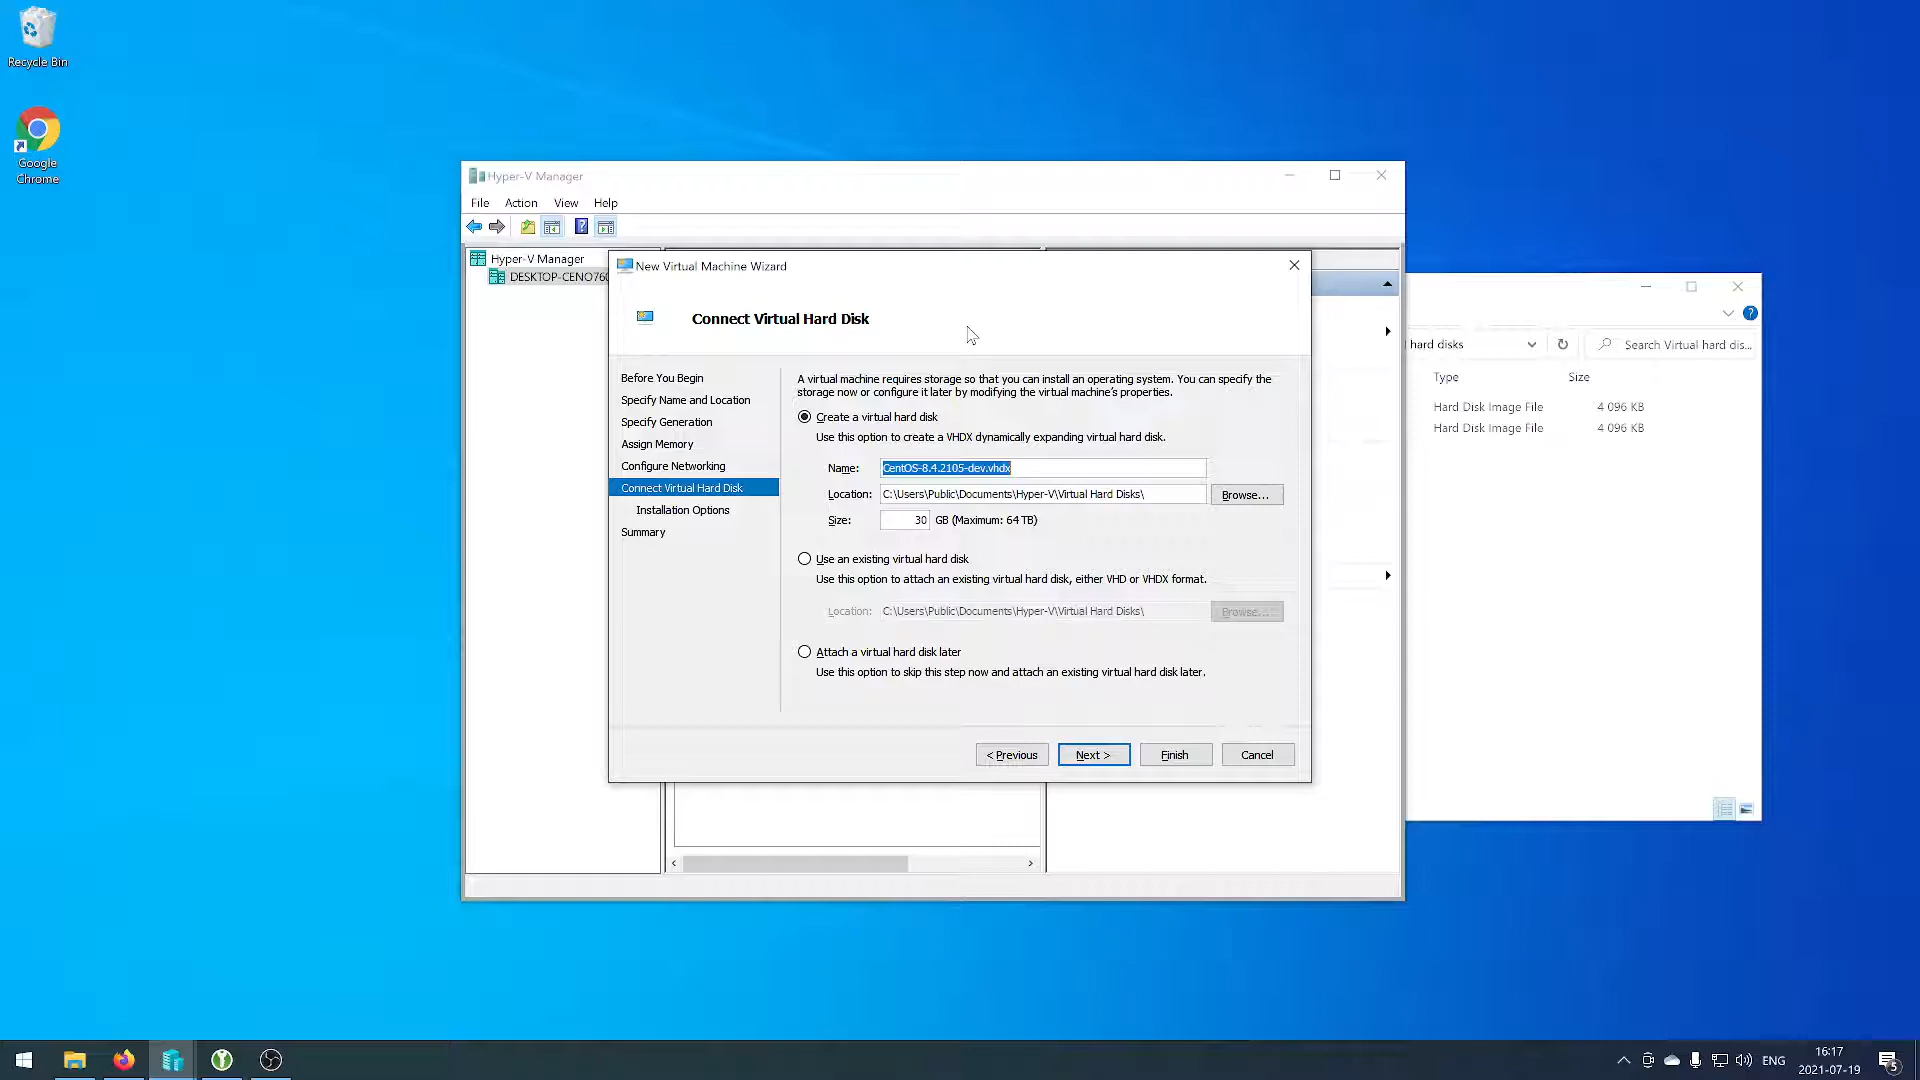 Recycle Bin
Google
Chrome
Hyper-V Manager
File Action View Help
Hyper-V Manager
DESKTOP-CENO76
New Virtual Machine Wizard
Connect Virtual Hard Disk
Before You Begin
Specify Name and Location
Specify Generation
Assign Memory
Configure Networking
Connect Virtual Hard Disk
Installation Options
Summary
A virtual machine requires storage so that you can install an operating system. You can specify the
storage now or configure it later by modifying the virtual machine's properties.
Create a virtual hard disk
Use this option to create a VHDX dynamically expanding virtual hard disk.
Name: CentOS-8.4.2105-dev.vhdx
Location: C:\Users\Public\Documents\Hyper-V\Virtual Hard Disks\ Browse...
Size: 30 GB (Maximum: 64 TB)
Use an existing virtual hard disk
Use this option to attach an existing virtual hard disk, either VHD or VHDX format.
Location: C:\Users\Public\Documents\Hyper-V\Virtual Hard Disks\ Browse...
Attach a virtual hard disk later
Use this option to skip this step now and attach an existing virtual hard disk later.
< Previous Next > Finish Cancel
hard disks Search Virtual hard dis...
Type Size
Hard Disk Image File 4 096 KB
Hard Disk Image File 4 096 KB
ENG
16:17
2021-07-19
5